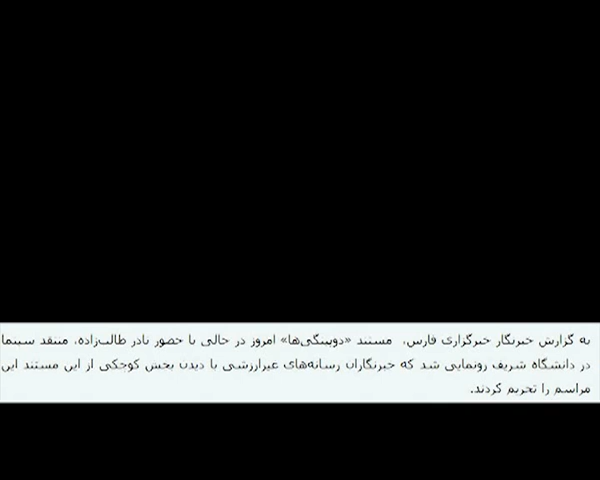 به گزارش خبرنگار خبرگزاری فارس، مستند «دوپینگی‌ها» امروز در حالی با حضور نادر طالب‌زاده، منتقد سینما
در دانشگاه شریف رونمایی شد که خبرنگاران رسانه‌های غیرارزشی با دیدن بخش کوچکی از این مستند این
مراسم را تحریم کردند.